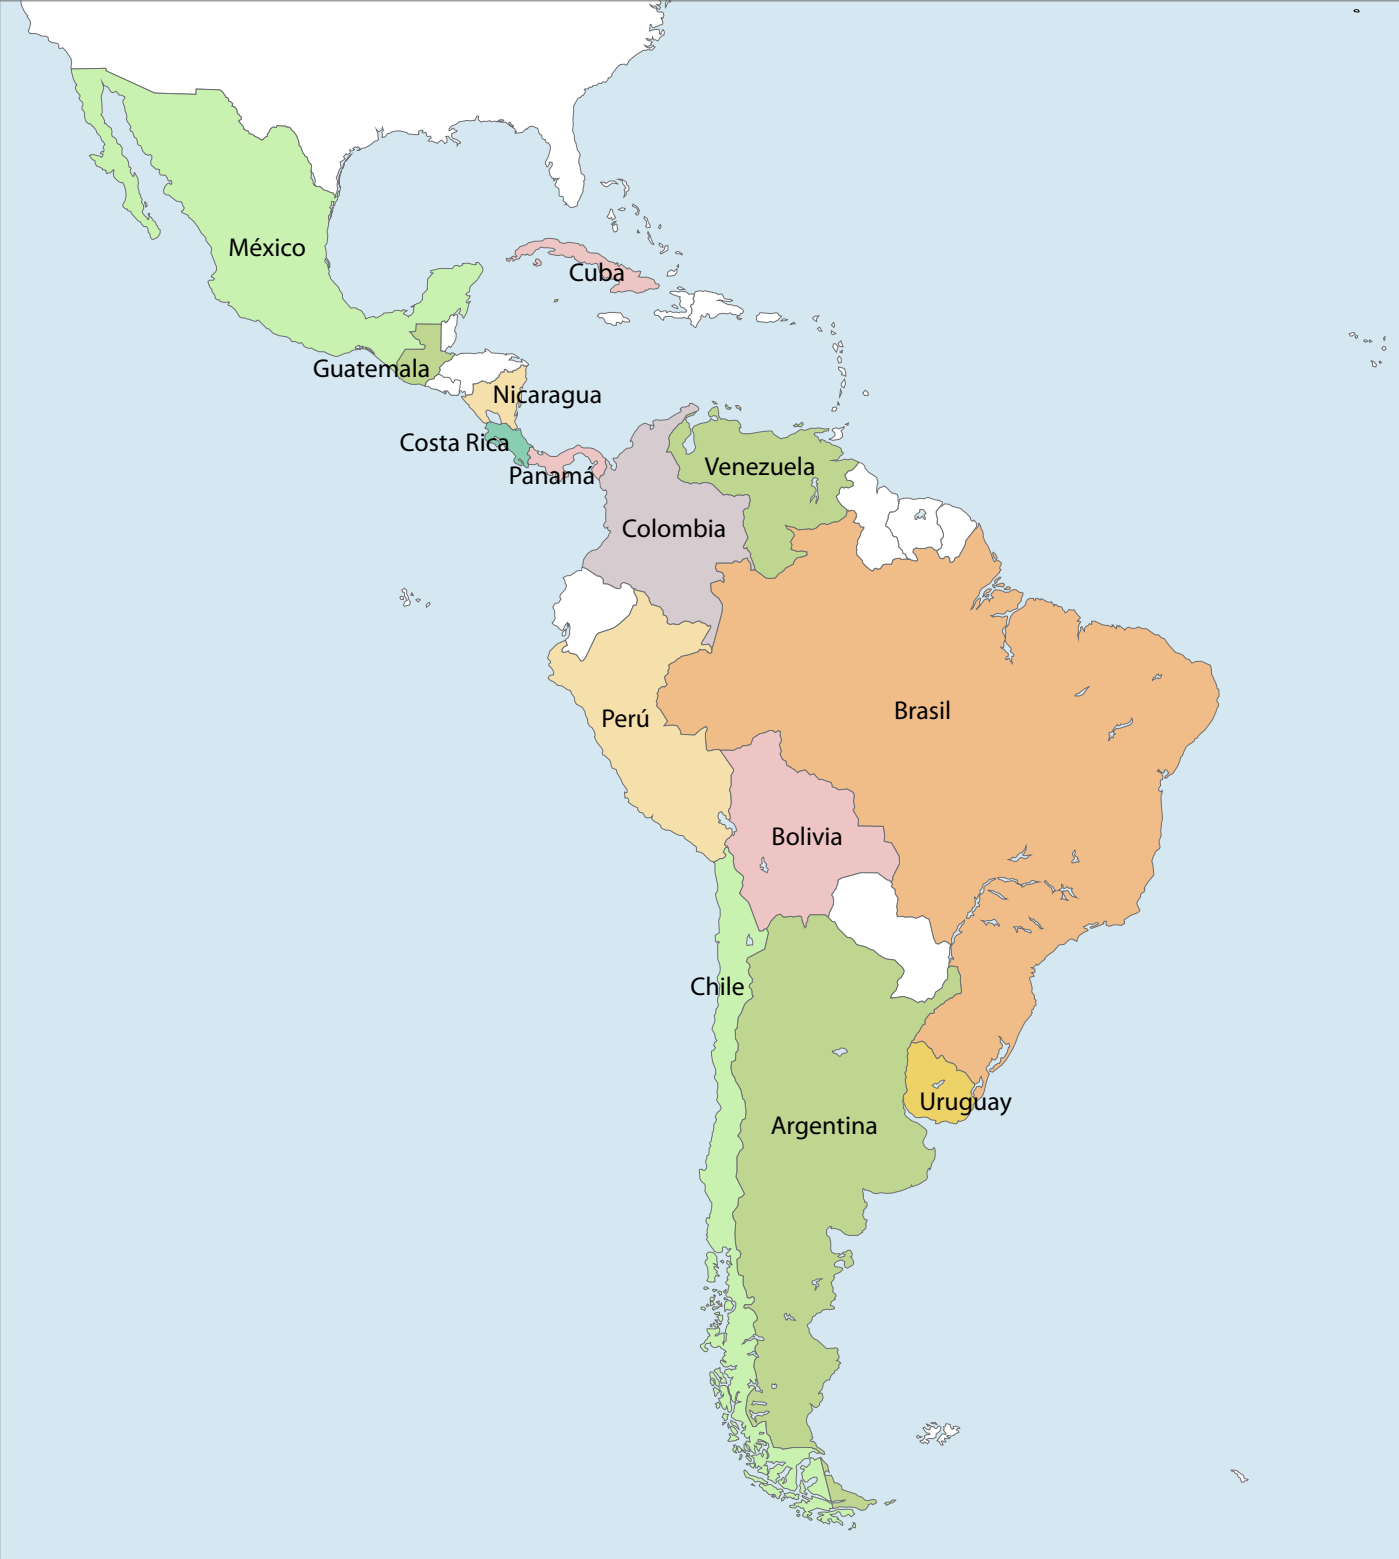 México
Cuba
Guatemala
Nicaragua
Costa Rica
Panamá
Venezuela
Colombia
Brasil
Perú
Bolivia
Chile
Uruguay
Argentina